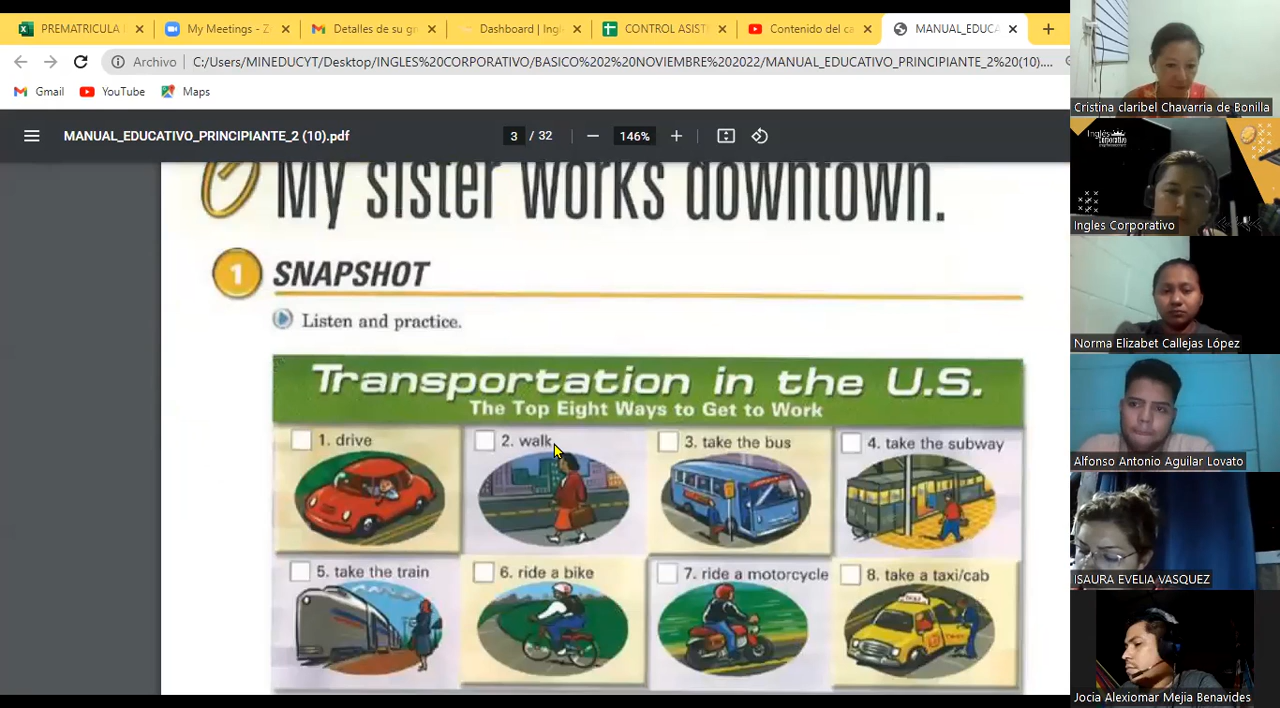 PREMATRICULA
My Meetings - Z
Detalles de su gr
Dashboard | Ingl
CONTROL ASIST
Contenido del ca
MANUAL_EDUCA
Archivo
C:/Users/MINEDUCYT/Desktop/INGLES%20CORPORATIVO/BASICO%202%20NOVIEMBRE%202022/MANUAL_EDUCATIVO_PRINCIPIANTE_2%20(10)....
Gmail
YouTube
Maps
MANUAL_EDUCATIVO_PRINCIPIANTE_2 (10).pdf
3 / 32
146%
My sister works downtown.
1 SNAPSHOT
Listen and practice.
Transportation in the U.S.
The Top Eight Ways to Get to Work
1. drive
2. walk
3. take the bus
4. take the subway
5. take the train
6. ride a bike
7. ride a motorcycle
8. take a taxi/cab
Cristina claribel Chavarria de Bonilla
Inglés
Corporativo
Ingles Corporativo
Norma Elizabet Callejas López
Alfonso Antonio Aguilar Lovato
ISAURA EVELIA VASQUEZ
Jocia Alexiomar Mejia Benavides